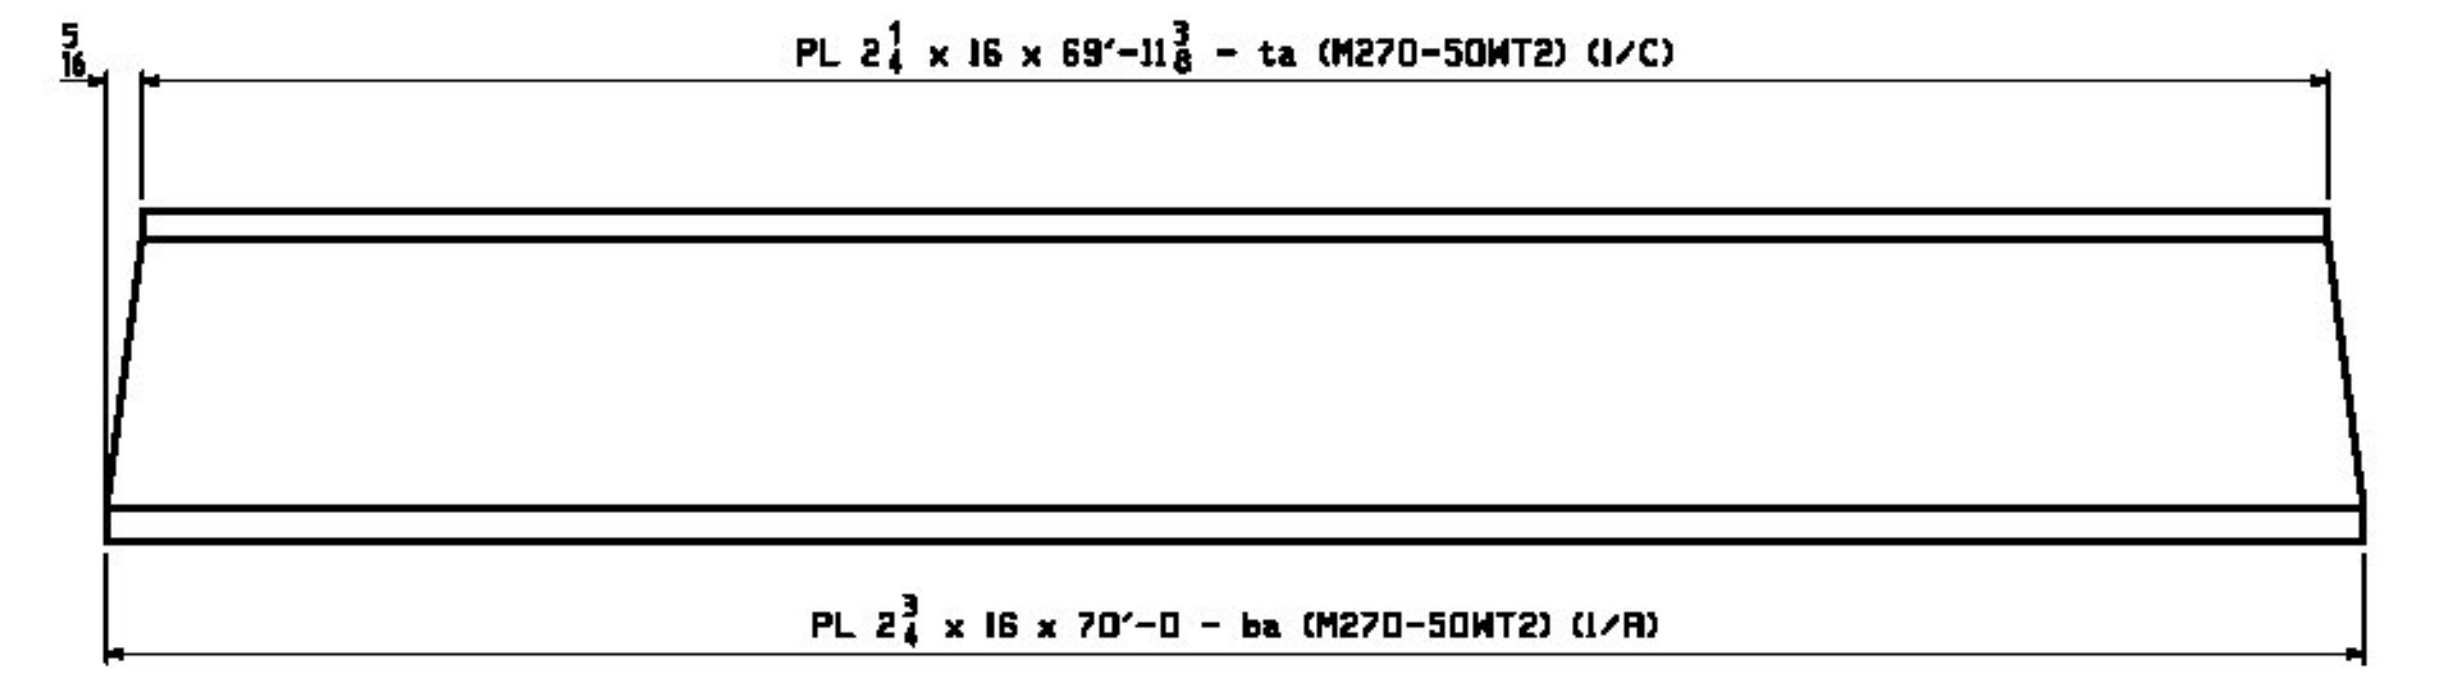 5/16
PL 2 1/4 x 16 x 69'-11 3/8 - ta (M270-50WT2) (1/C)
PL 2 3/4 x 16 x 70'-0 - ba (M270-50WT2) (1/A)